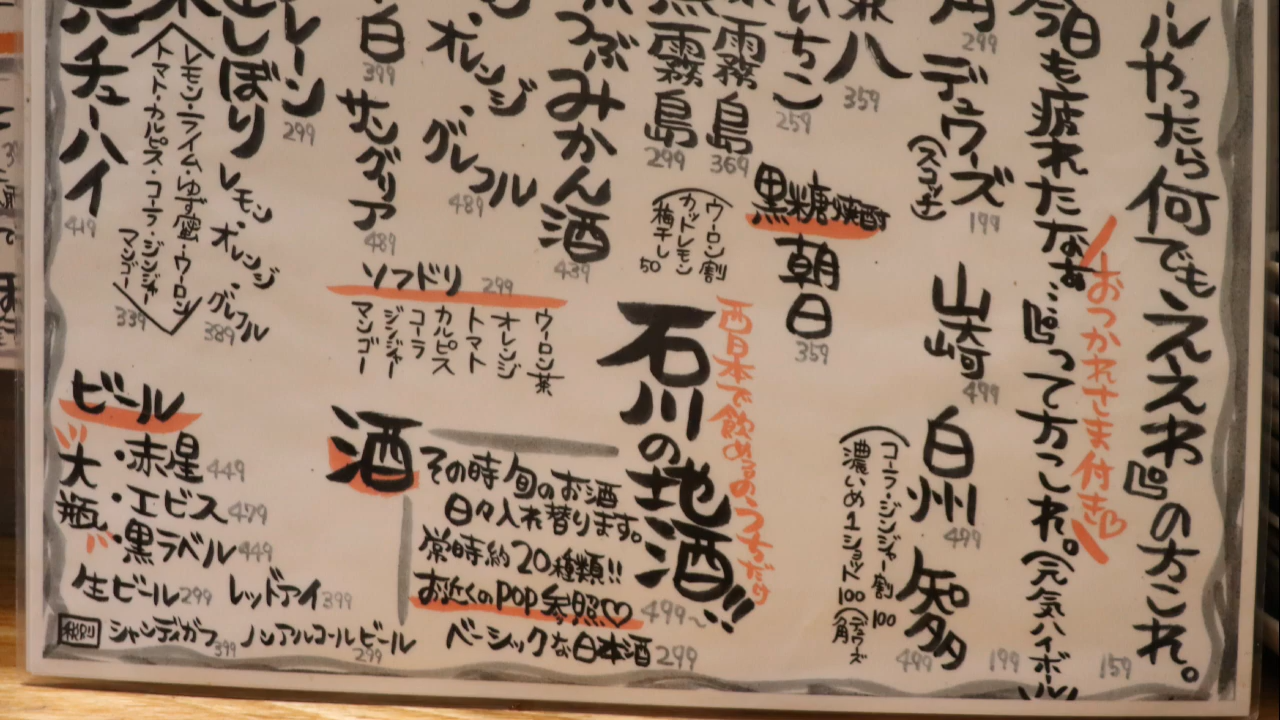 ールやったら何でもええわ』の方これ。
159
おつかれさま付き♡
今日も疲れたなぁ…』って方これ。(元気ハイボール
199
角
299
デュワーズ
(スコッチ)
199
山崎
499
白州
499
知多
499
コーラ・ジンジャー割 100
濃いめ1ショット100
(デュワーズ
角
兼八
359
いちこ
259
黒糖焼酎
朝日
359
霧島
369
黒霧島
299
ウーロン割
カットレモン
梅干し 50
西日本で飲めるのうちだけ
石川の地酒!!
499~
つぶみかん酒
439
オレンジ
・グレフル
489
白
399
サングリア
489
ソフドリ 299
ウーロン茶
オレンジ
トマト
カルピス
コーラ
ジンジャー
マンゴー
酒
その時旬のお酒
日々入れ替ります。
常時約20種類!!
お近くのPOP参照♡
ベーシックな日本酒 299
レーン
299
しぼり
レモン
・オレンジ
・グレフル
389
レモン・ライム・ゆず蜜・ウーロン
トマト・カルピス・コーラ・ジンジャー
マンゴー
339
チューハイ
419
ビール
大瓶
・赤星 449
・エビス 479
・黒ラベル 449
生ビール 299 レッドアイ 399
税別 シャンディガフ 399 ノンアルコールビール 299